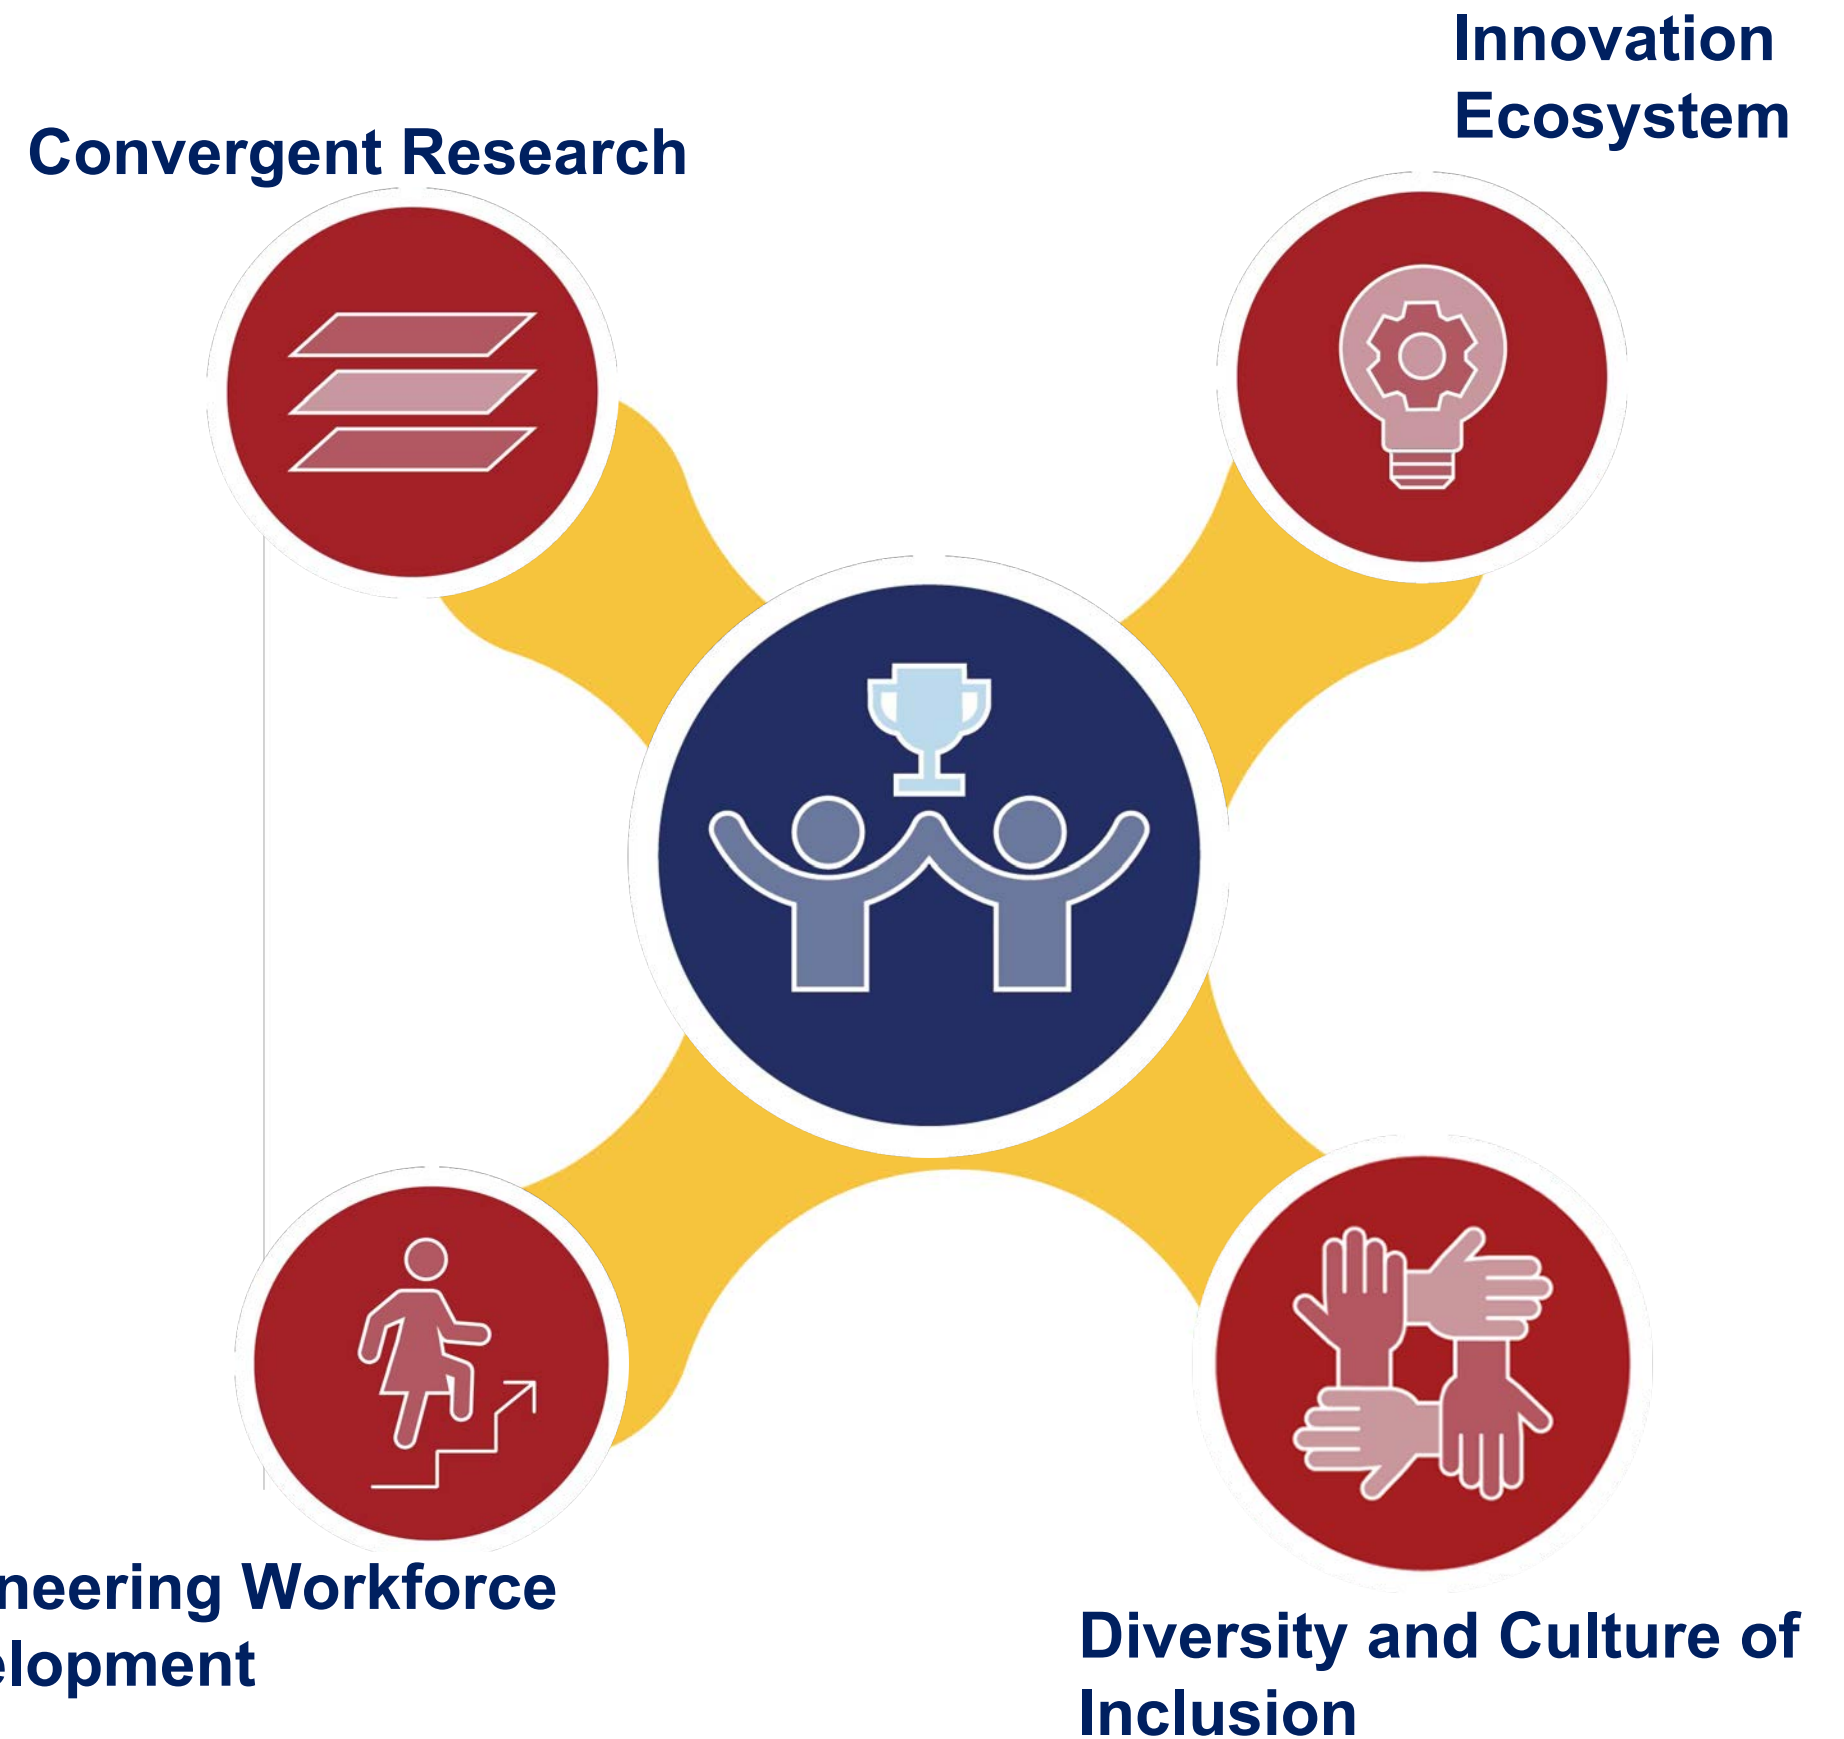 Innovation
Ecosystem
Convergent Research
neering Workforce
elopment
Diversity and Culture of
Inclusion